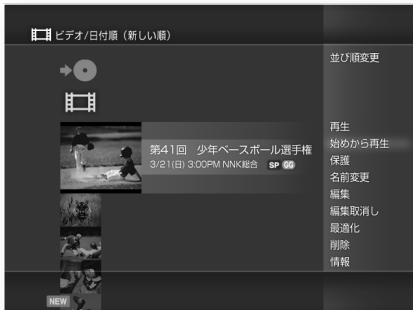 ビデオ/日付順（新しい順）
並び順変更
第41回　少年ベースボール選手権
3/21(日) 3:00PM NNK総合 SP GG
再生
始めから再生
保護
名前変更
編集
編集取消し
最適化
削除
情報
NEW